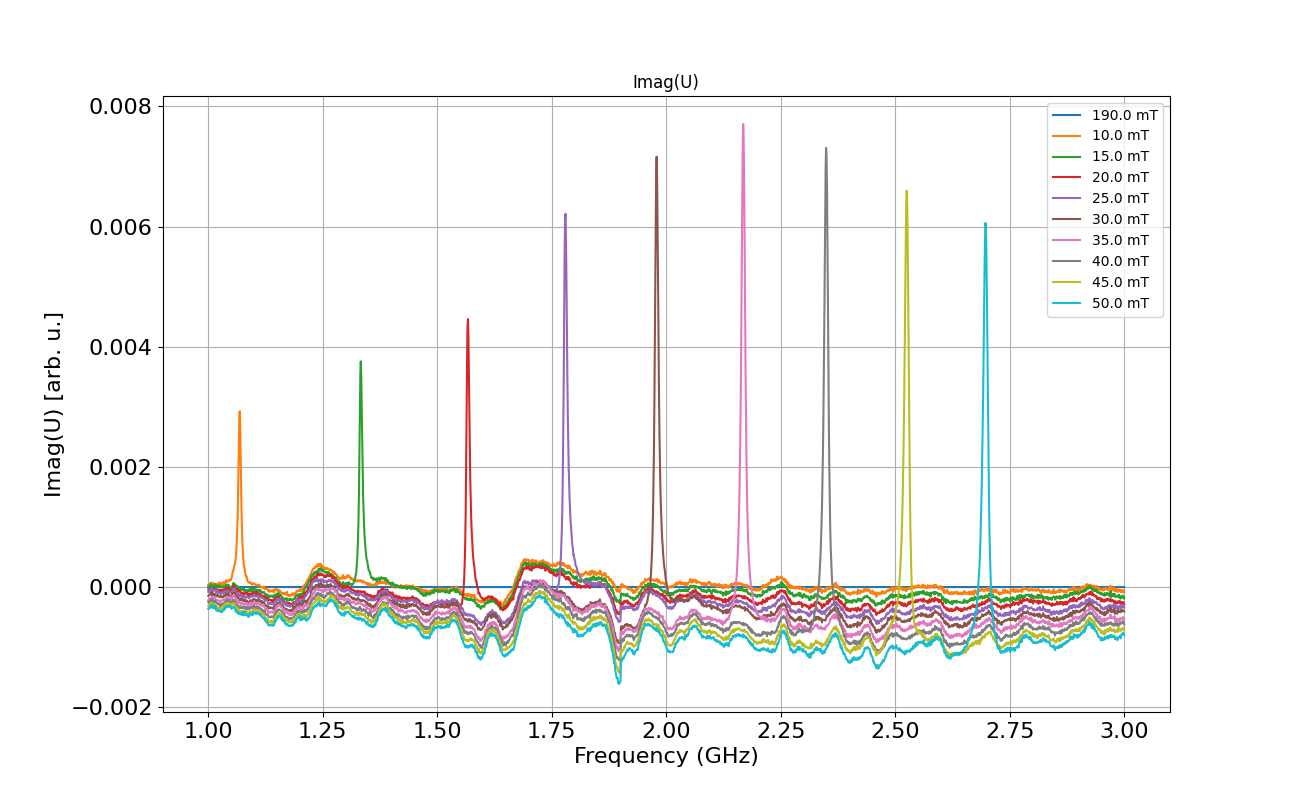 Imag(U)
0.008
0.006
0.004
0.002
0.000
−0.002
Imag(U) [arb. u.]
190.0 mT
10.0 mT
15.0 mT
20.0 mT
25.0 mT
30.0 mT
35.0 mT
40.0 mT
45.0 mT
50.0 mT
1.00 1.25 1.50 1.75 2.00 2.25 2.50 2.75 3.00
Frequency (GHz)